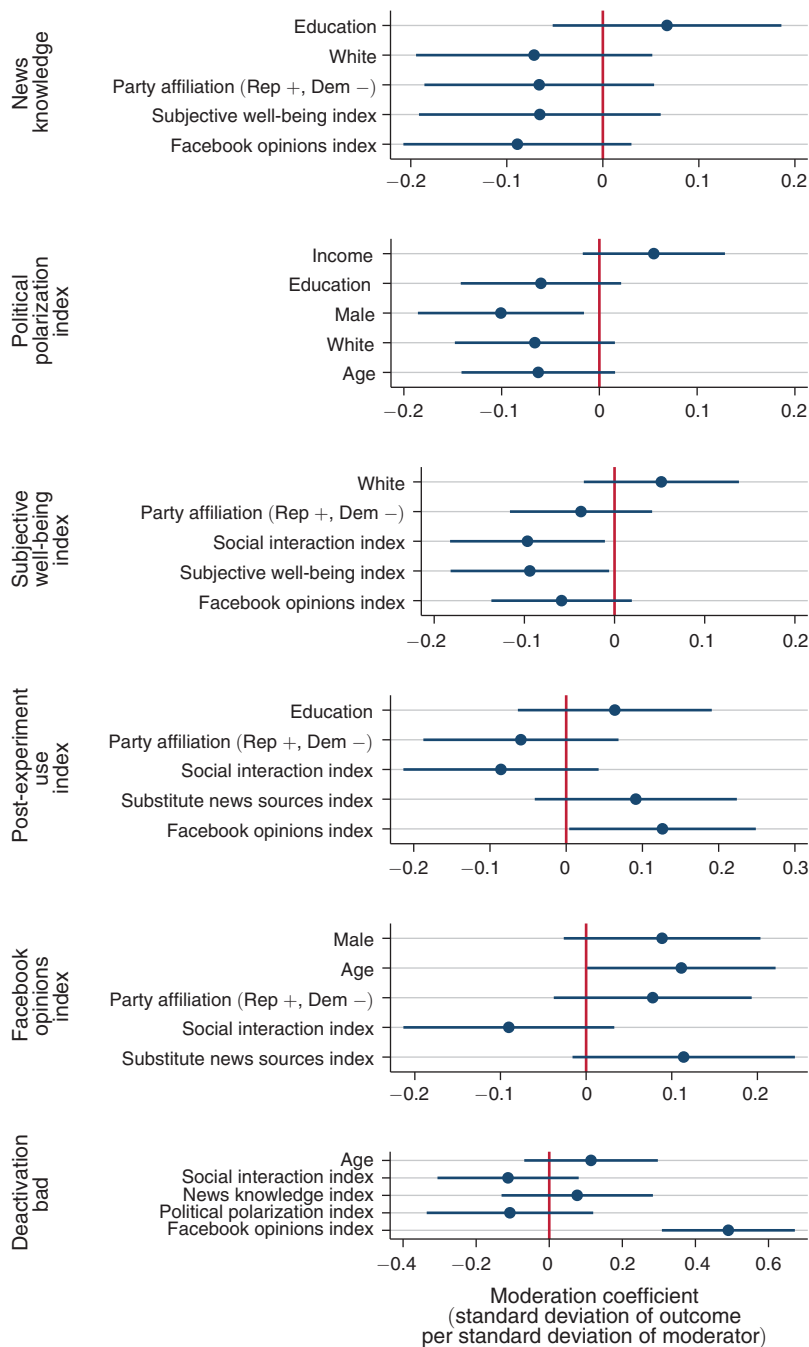 News
knowledge
Education
White
Party affiliation (Rep +, Dem −)
Subjective well-being index
Facebook opinions index
−0.2 −0.1 0 0.1 0.2
Political
polarization
index
Income
Education
Male
White
Age
−0.2 −0.1 0 0.1 0.2
Subjective
well-being
index
White
Party affiliation (Rep +, Dem −)
Social interaction index
Subjective well-being index
Facebook opinions index
−0.2 −0.1 0 0.1 0.2
Post-experiment
use
index
Education
Party affiliation (Rep +, Dem −)
Social interaction index
Substitute news sources index
Facebook opinions index
−0.2 −0.1 0 0.1 0.2 0.3
Facebook
opinions
index
Male
Age
Party affiliation (Rep +, Dem −)
Social interaction index
Substitute news sources index
−0.2 −0.1 0 0.1 0.2
Deactivation
bad
Age
Social interaction index
News knowledge index
Political polarization index
Facebook opinions index
−0.4 −0.2 0 0.2 0.4 0.6
Moderation coefficient
(standard deviation of outcome
per standard deviation of moderator)